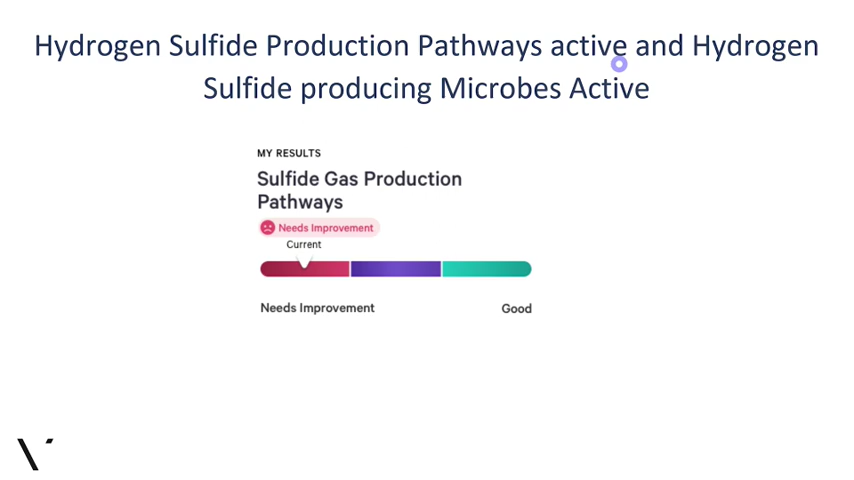 Hydrogen Sulfide Production Pathways active and Hydrogen
Sulfide producing Microbes Active
MY RESULTS
Sulfide Gas Production
Pathways
Needs Improvement
Current
Needs Improvement
Good